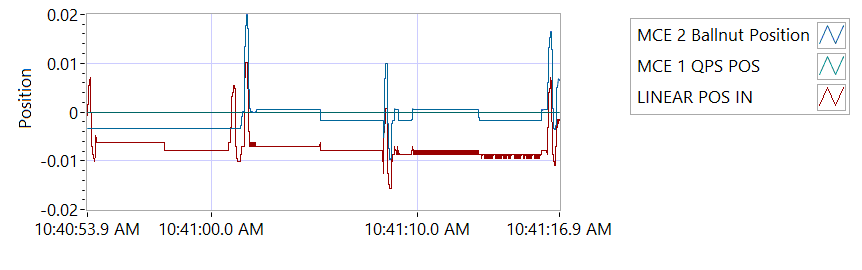 0.02
0.01
0
-0.01
-0.02
Position
10:40:53.9 AM
10:41:00.0 AM
10:41:10.0 AM
10:41:16.9 AM
MCE 2 Ballnut Position
MCE 1 QPS POS
LINEAR POS IN